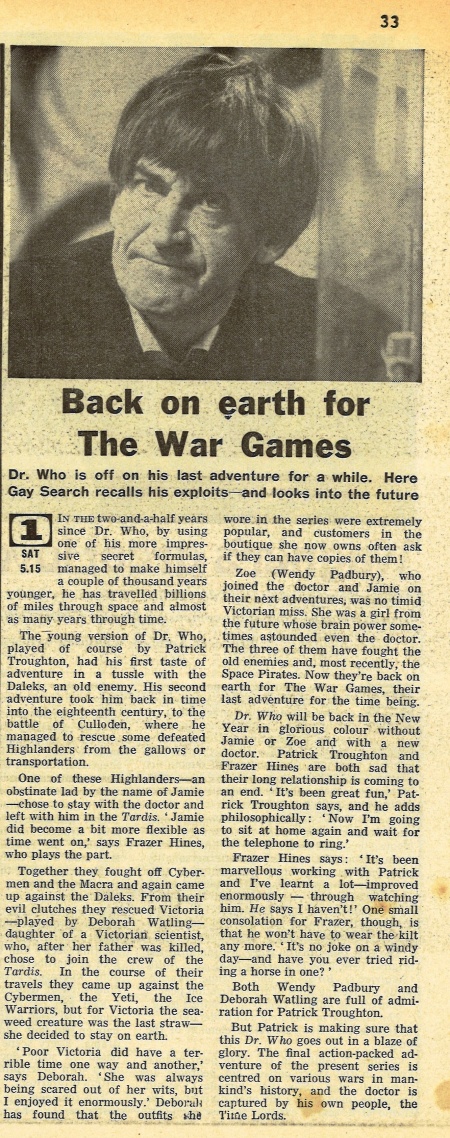 33
Back on earth for
The War Games
Dr. Who is off on his last adventure for a while. Here
Gay Search recalls his exploits—and looks into the future
1
SAT
5.15
IN THE two-and-a-half years
since Dr. Who, by using
one of his more impres-
sive secret formulas,
managed to make himself
a couple of thousand years
younger, he has travelled billions
of miles through space and almost
as many years through time.
The young version of Dr. Who,
played of course by Patrick
Troughton, had his first taste of
adventure in a tussle with the
Daleks, an old enemy. His second
adventure took him back in time
into the eighteenth century, to the
battle of Culloden, where he
managed to rescue some defeated
Highlanders from the gallows or
transportation.
One of these Highlanders—an
obstinate lad by the name of Jamie
—chose to stay with the doctor and
left with him in the Tardis. ‘Jamie
did become a bit more flexible as
time went on,’ says Frazer Hines,
who plays the part.
Together they fought off Cyber-
men and the Macra and again came
up against the Daleks. From their
evil clutches they rescued Victoria
—played by Deborah Watling—
daughter of a Victorian scientist,
who, after her father was killed,
chose to join the crew of the
Tardis. In the course of their
travels they came up against the
Cybermen, the Yeti, the Ice
Warriors, but for Victoria the sea-
weed creature was the last straw—
she decided to stay on earth.
‘Poor Victoria did have a ter-
rible time one way and another,’
says Deborah. ‘She was always
being scared out of her wits, but
I enjoyed it enormously.’ Deborah
has found that the outfits she
wore in the series were extremely
popular, and customers in the
boutique she now owns often ask
if they can have copies of them!
Zoe (Wendy Padbury), who
joined the doctor and Jamie on
their next adventures, was no timid
Victorian miss. She was a girl from
the future whose brain power some-
times astounded even the doctor.
The three of them have fought the
old enemies and, most recently, the
Space Pirates. Now they're back on
earth for The War Games, their
last adventure for the time being.
Dr. Who will be back in the New
Year in glorious colour without
Jamie or Zoe and with a new
doctor. Patrick Troughton and
Frazer Hines are both sad that
their long relationship is coming to
an end. ‘It's been great fun,’ Pat-
rick Troughton says, and he adds
philosophically: ‘Now I'm going
to sit at home again and wait for
the telephone to ring.’
Frazer Hines says: ‘It's been
marvellous working with Patrick
and I've learnt a lot—improved
enormously — through watching
him. He says I haven't!’ One small
consolation for Frazer, though, is
that he won't have to wear the kilt
any more. ‘It's no joke on a windy
day—and have you ever tried rid-
ing a horse in one?’
Both Wendy Padbury and
Deborah Watling are full of admi-
ration for Patrick Troughton.
But Patrick is making sure that
this Dr. Who goes out in a blaze of
glory. The final action-packed ad-
venture of the present series is
centred on various wars in man-
kind's history, and the doctor is
captured by his own people, the
Time Lords.